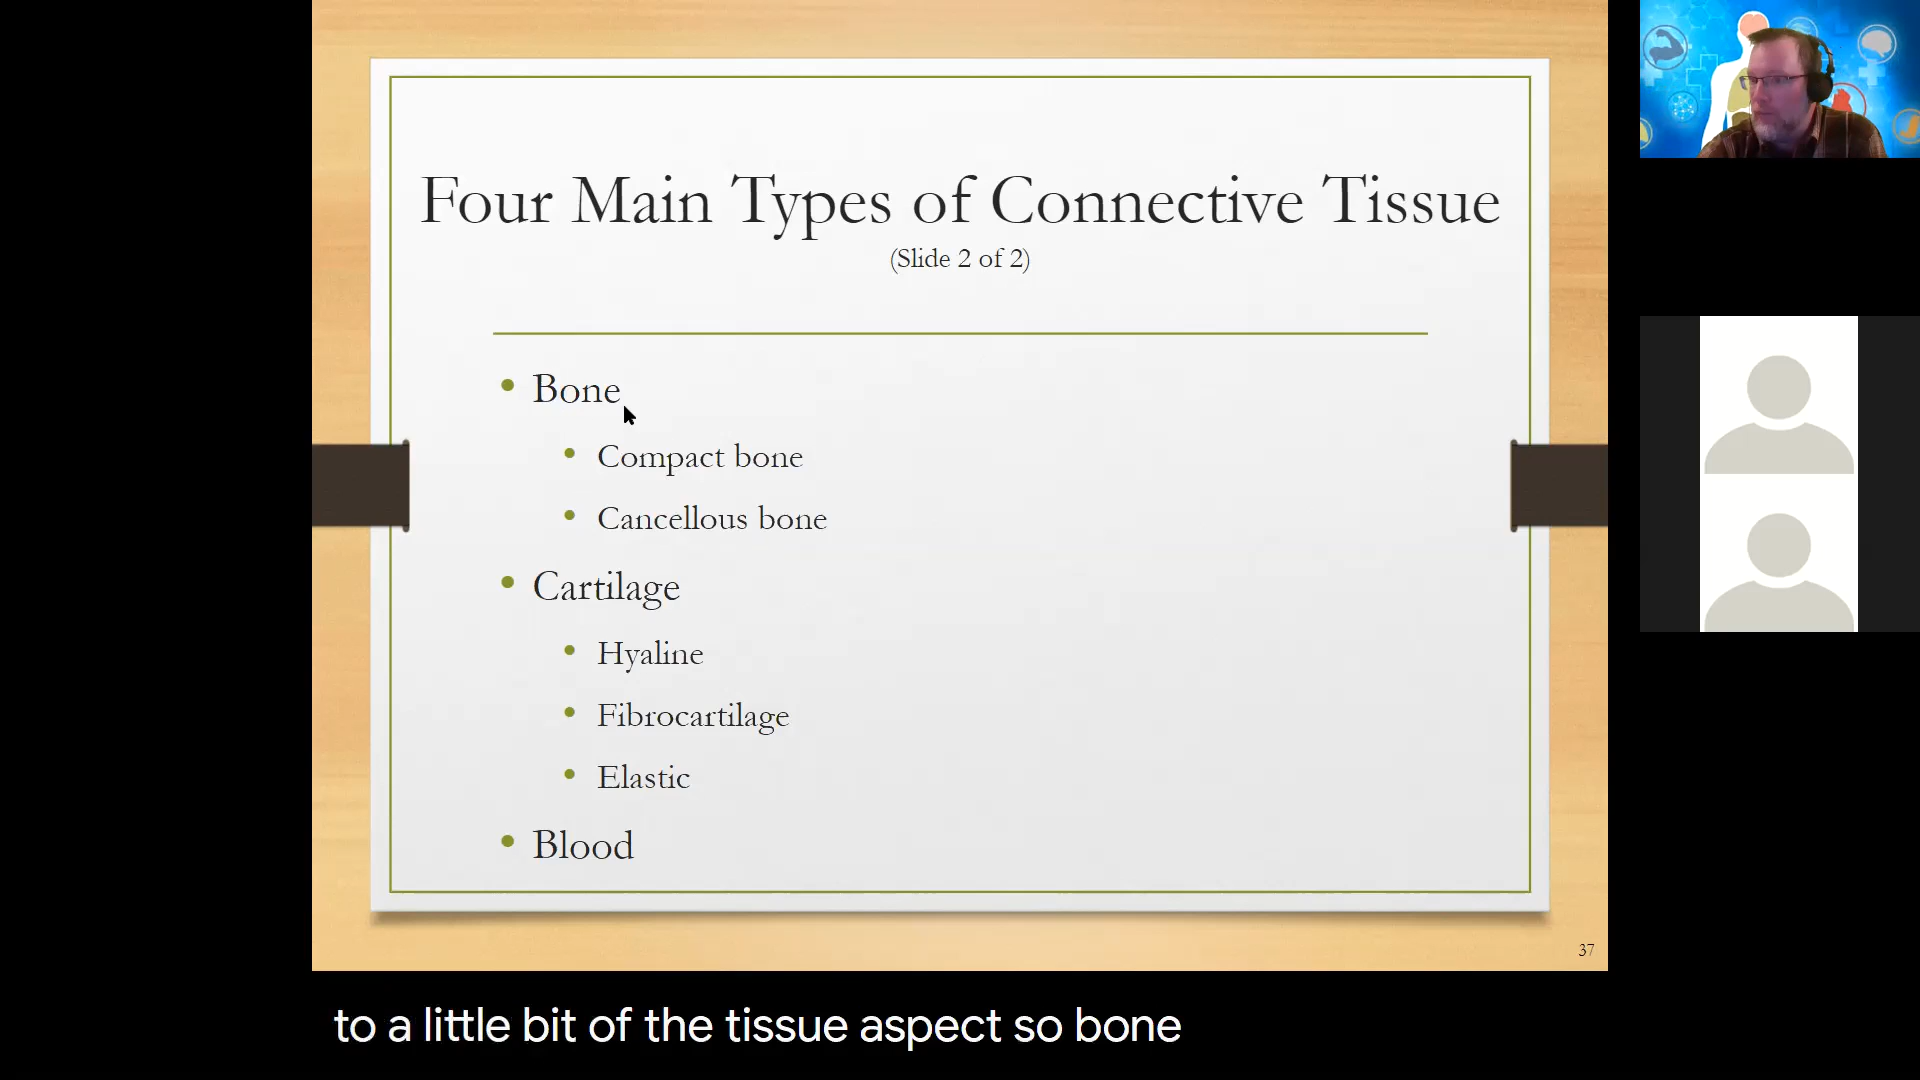 Four Main Types of Connective Tissue
(Slide 2 of 2)
• Bone
• Compact bone
• Cancellous bone
• Cartilage
• Hyaline
• Fibrocartilage
• Elastic
• Blood
37
to a little bit of the tissue aspect so bone